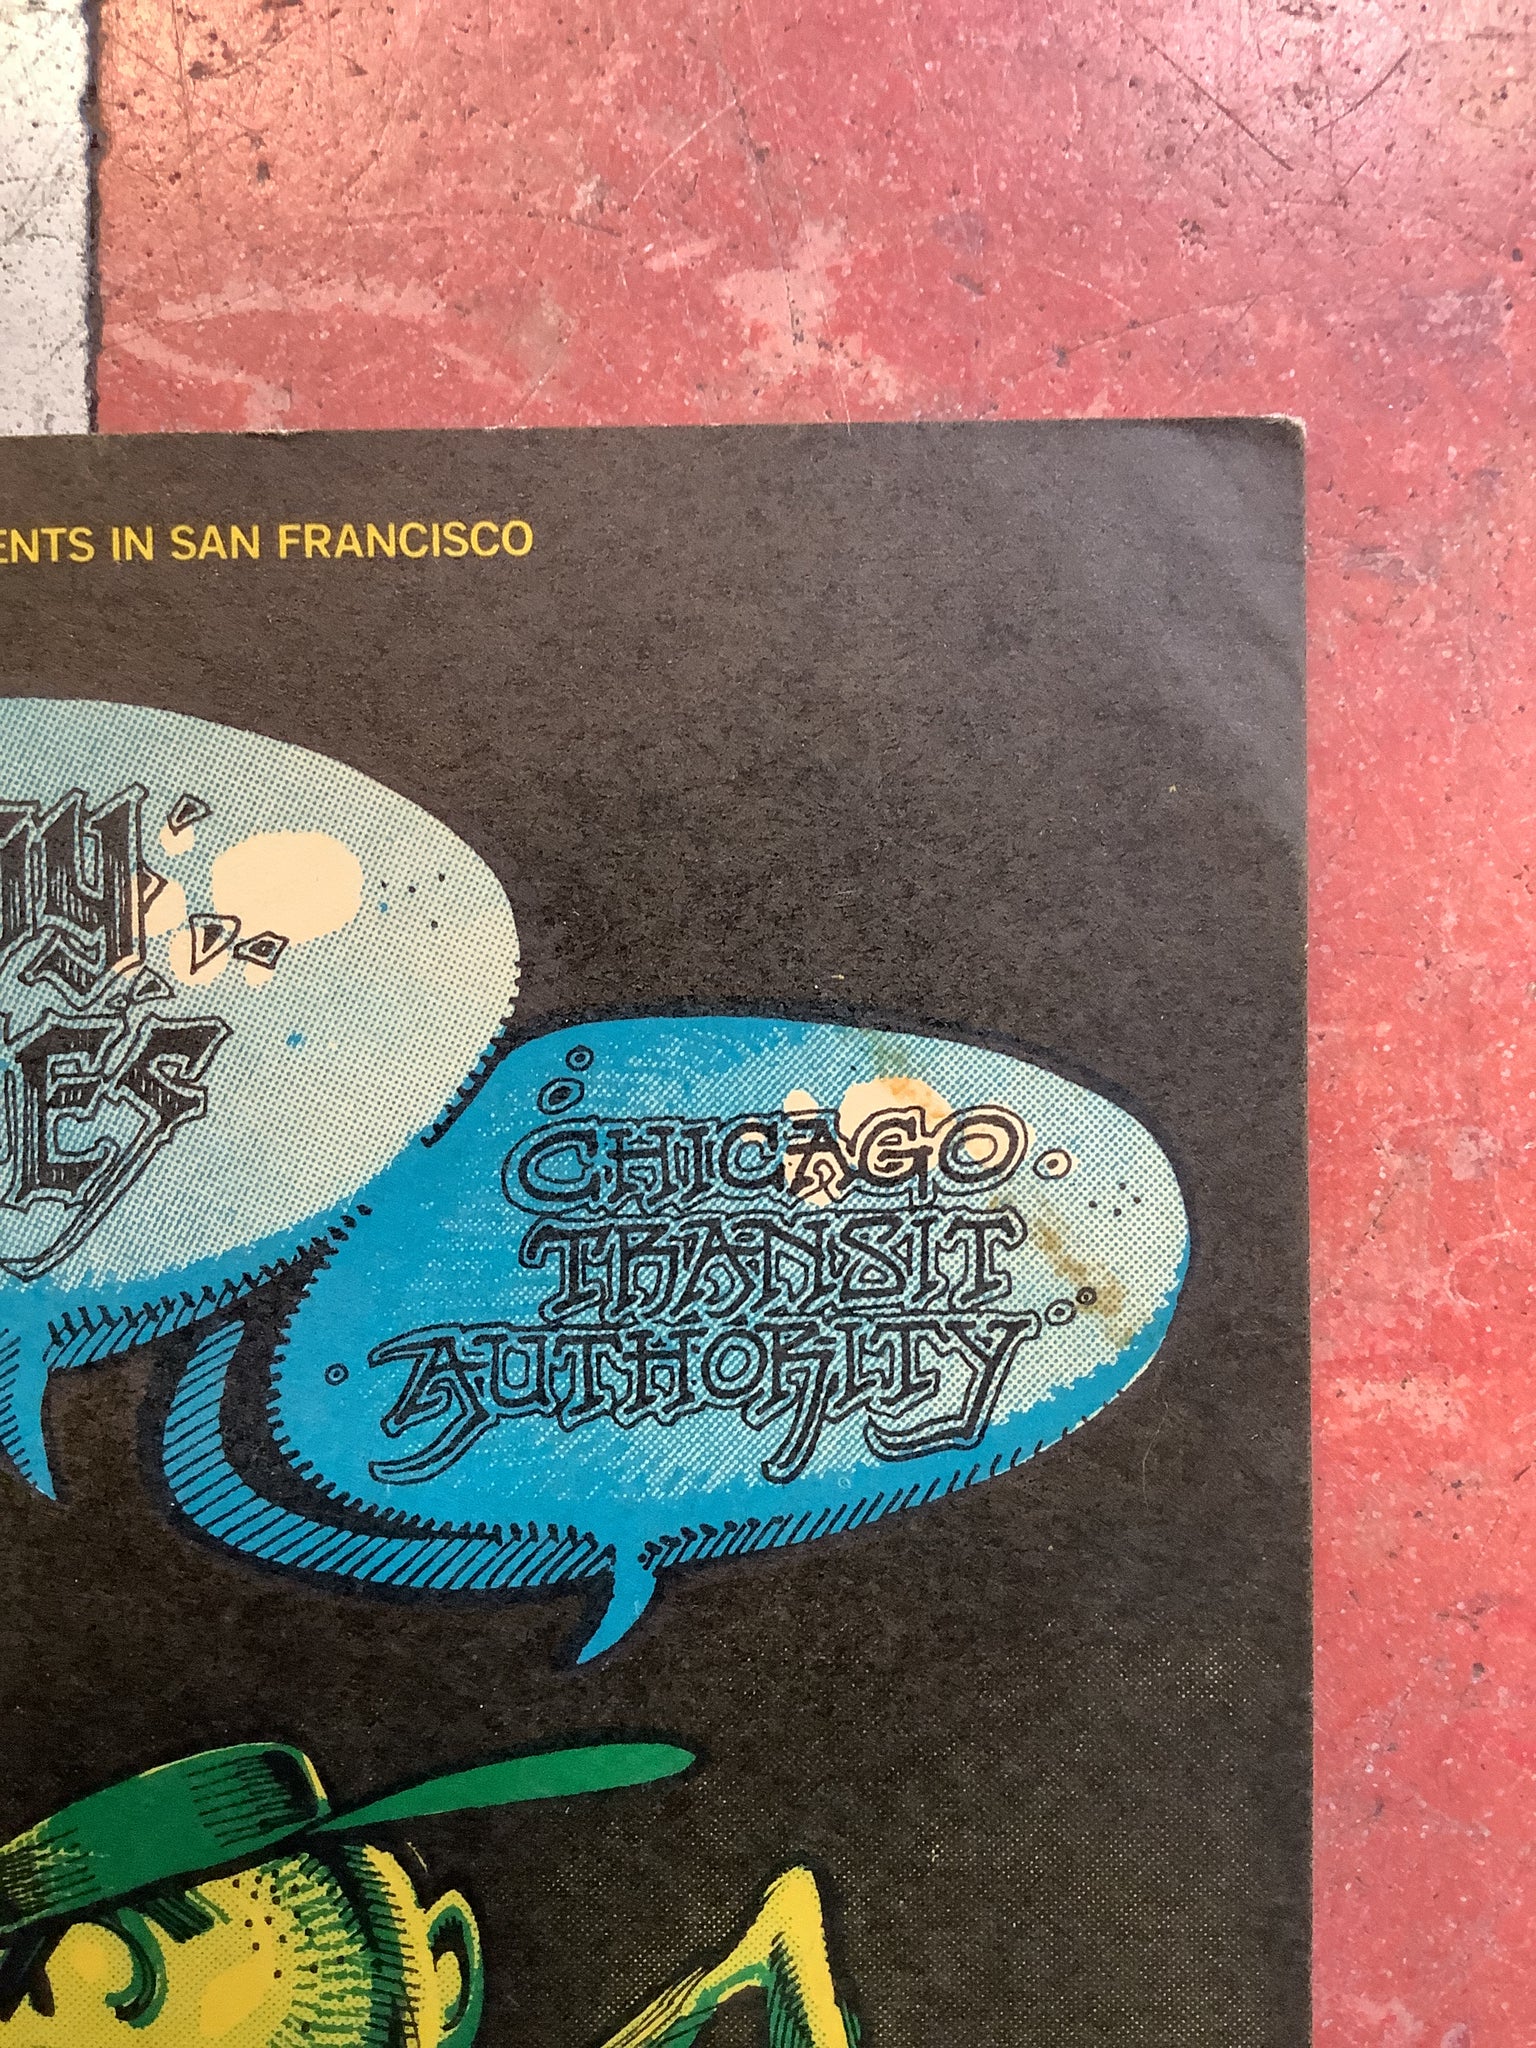 ENTS IN SAN FRANCISCO
CHICAGO
TRANSIT
AUTHORITY